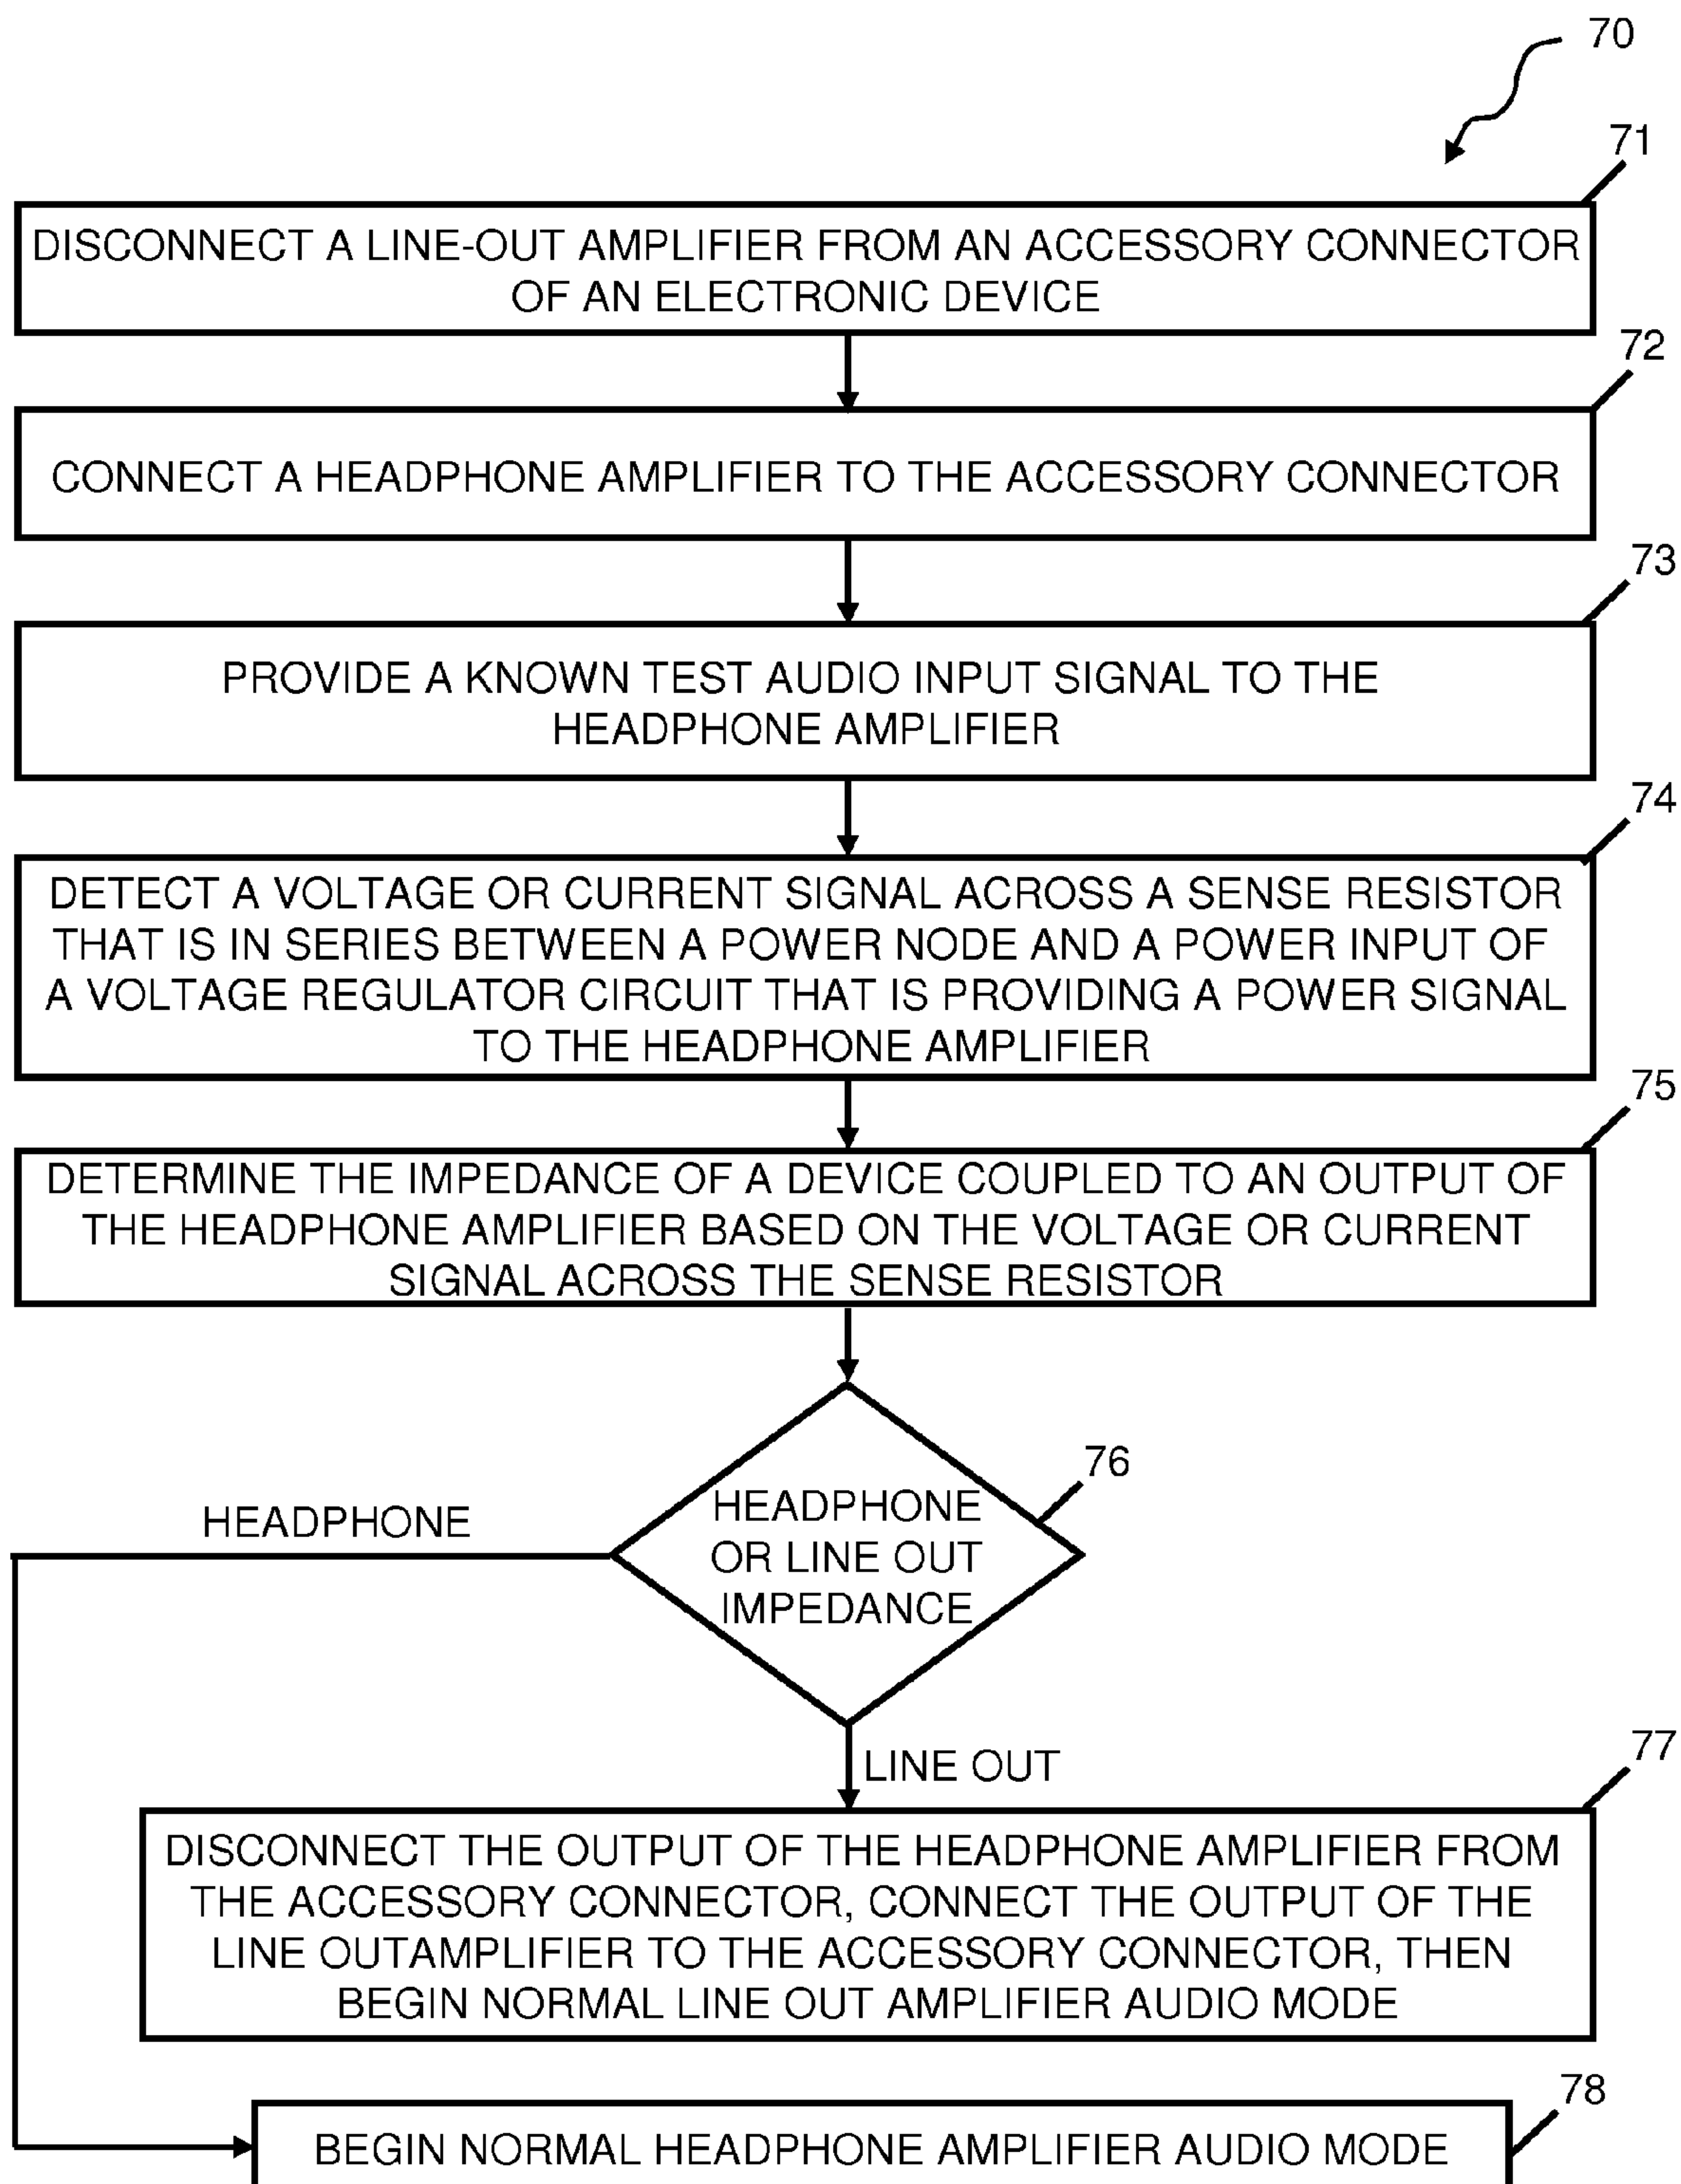 70
71
DISCONNECT A LINE-OUT AMPLIFIER FROM AN ACCESSORY CONNECTOR
OF AN ELECTRONIC DEVICE
72
CONNECT A HEADPHONE AMPLIFIER TO THE ACCESSORY CONNECTOR
73
PROVIDE A KNOWN TEST AUDIO INPUT SIGNAL TO THE
HEADPHONE AMPLIFIER
74
DETECT A VOLTAGE OR CURRENT SIGNAL ACROSS A SENSE RESISTOR
THAT IS IN SERIES BETWEEN A POWER NODE AND A POWER INPUT OF
A VOLTAGE REGULATOR CIRCUIT THAT IS PROVIDING A POWER SIGNAL
TO THE HEADPHONE AMPLIFIER
75
DETERMINE THE IMPEDANCE OF A DEVICE COUPLED TO AN OUTPUT OF
THE HEADPHONE AMPLIFIER BASED ON THE VOLTAGE OR CURRENT
SIGNAL ACROSS THE SENSE RESISTOR
76
HEADPHONE
OR LINE OUT
IMPEDANCE
HEADPHONE
LINE OUT
77
DISCONNECT THE OUTPUT OF THE HEADPHONE AMPLIFIER FROM
THE ACCESSORY CONNECTOR, CONNECT THE OUTPUT OF THE
LINE OUTAMPLIFIER TO THE ACCESSORY CONNECTOR, THEN
BEGIN NORMAL LINE OUT AMPLIFIER AUDIO MODE
78
BEGIN NORMAL HEADPHONE AMPLIFIER AUDIO MODE